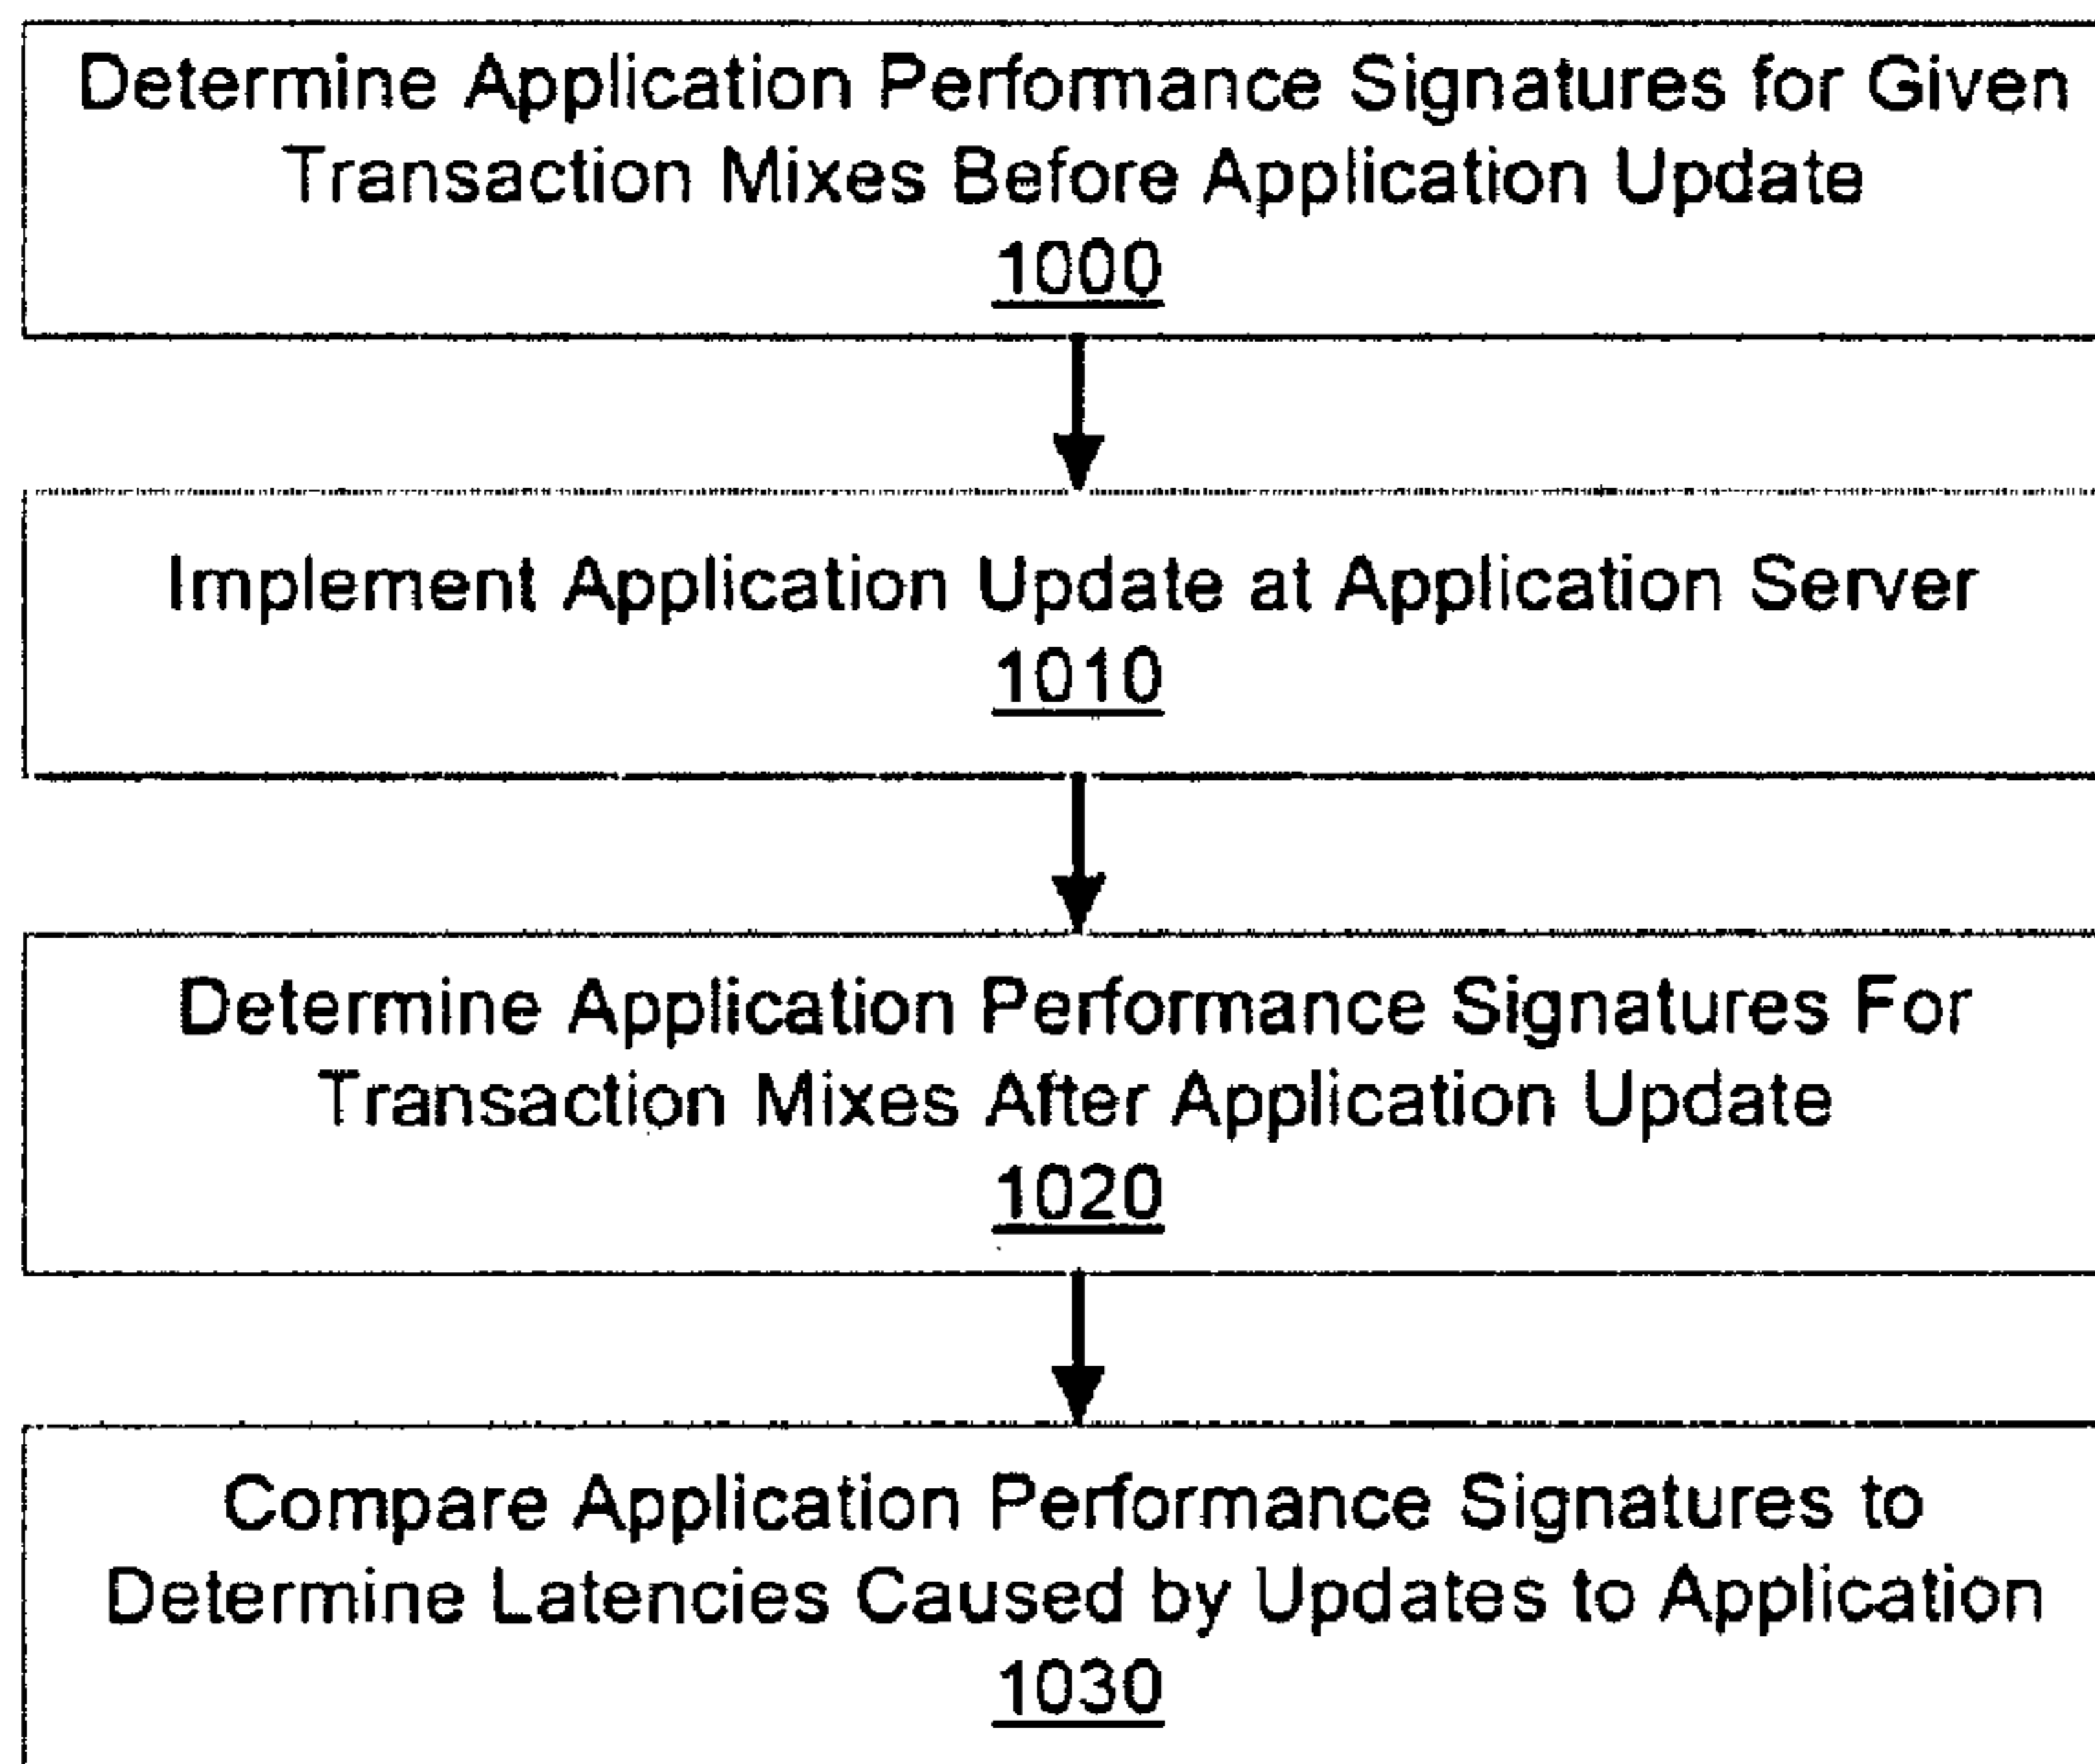 Determine Application Performance Signatures for Given
Transaction Mixes Before Application Update
1000
Implement Application Update at Application Server
1010
Determine Application Performance Signatures For
Transaction Mixes After Application Update
1020
Compare Application Performance Signatures to
Determine Latencies Caused by Updates to Application
1030